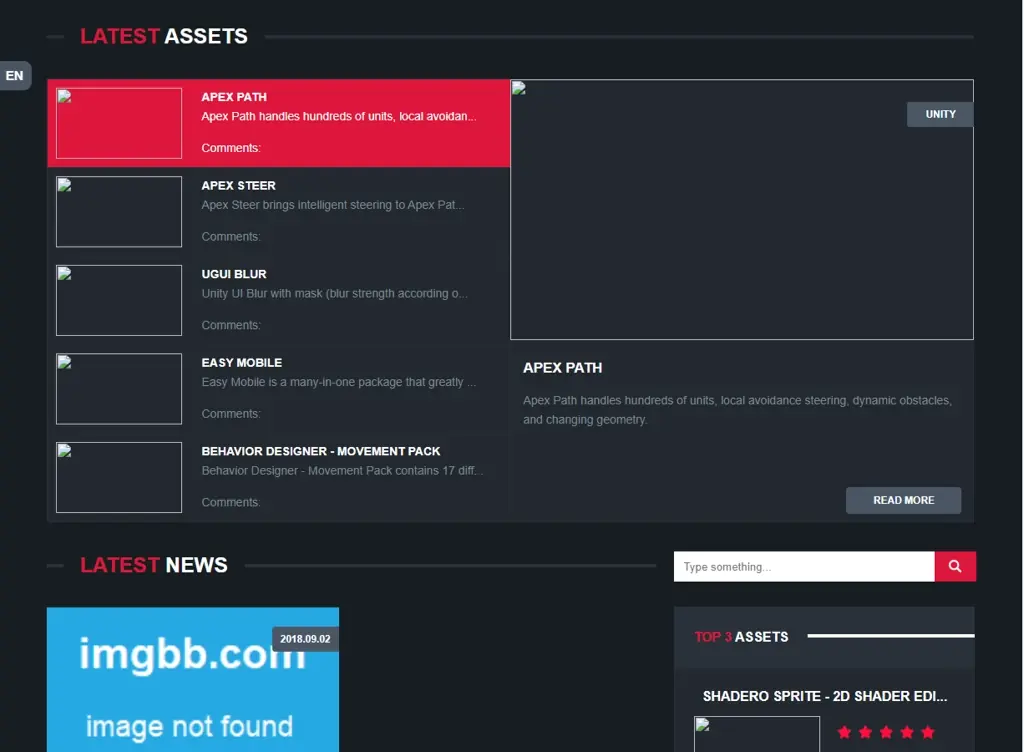 LATEST ASSETS
EN
APEX PATH
Apex Path handles hundreds of units, local avoidan...
Comments:
APEX STEER
Apex Steer brings intelligent steering to Apex Pat...
Comments:
UGUI BLUR
Unity UI Blur with mask (blur strength according o...
Comments:
EASY MOBILE
Easy Mobile is a many-in-one package that greatly ...
Comments:
BEHAVIOR DESIGNER - MOVEMENT PACK
Behavior Designer - Movement Pack contains 17 diff...
Comments:
UNITY
APEX PATH
Apex Path handles hundreds of units, local avoidance steering, dynamic obstacles,
and changing geometry.
READ MORE
LATEST NEWS
2018.09.02
imgbb.com
image not found
Type something...
TOP 3 ASSETS
SHADERO SPRITE - 2D SHADER EDI...